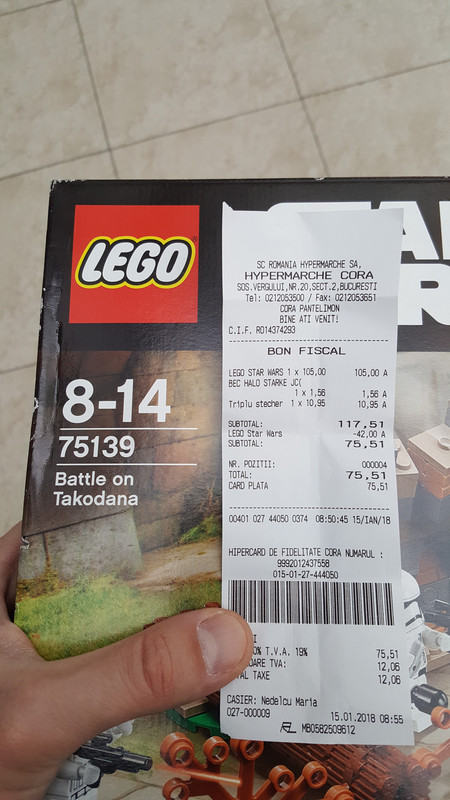 LEGO
8-14
75139
Battle on
Takodana
SC ROMANIA HYPERMARCHE SA,
HYPERMARCHE CORA
SOS.VERGULUI,NR.20,SECT.2,BUCURESTI
Tel: 0212053500 / Fax: 0212053651
CORA PANTELIMON
BINE ATI VENIT!
C.I.F. RO14374293
BON FISCAL
LEGO STAR WARS 1 x 105,00 105,00 A
BEC HALO STARKE JC(
1 x 1,56 1,56 A
Triplu stecher 1 x 10,95 10,95 A
SUBTOTAL: 117,51
LEGO Star Wars -42,00 A
SUBTOTAL: 75,51
NR. POZITII: 000004
TOTAL: 75,51
CARD PLATA 75,51
00401 027 44050 0374 08:50:45 15/IAN/18
HIPERCARD DE FIDELITATE CORA NUMARUL :
9992012437558
015-01-27-444050
T.V.A. 19% 75,51
OARE TVA: 12,06
AL TAXE 12,06
CASIER: Nedelcu Maria
027-000009 15.01.2018 08:55
MB0582509612